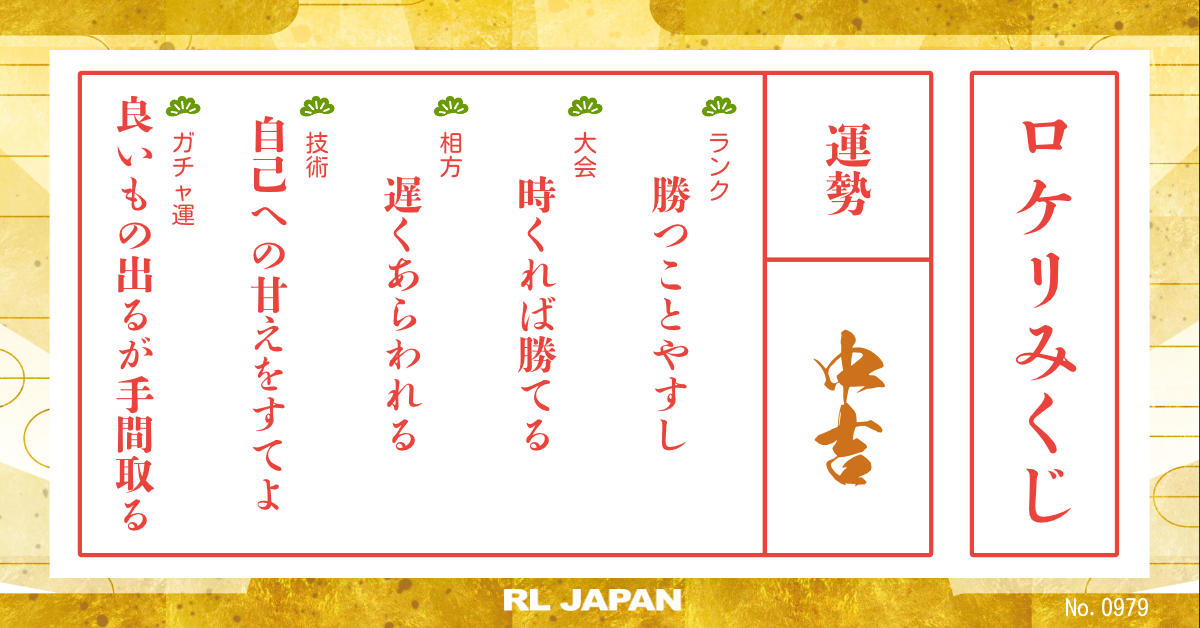 ロケリみくじ
運勢
中吉
ランク
勝つことやすし
大会
時くれば勝てる
相方
遅くあらわれる
技術
自己への甘えをすてよ
ガチャ運
良いもの出るが手間取る
RL JAPAN
No. 0979